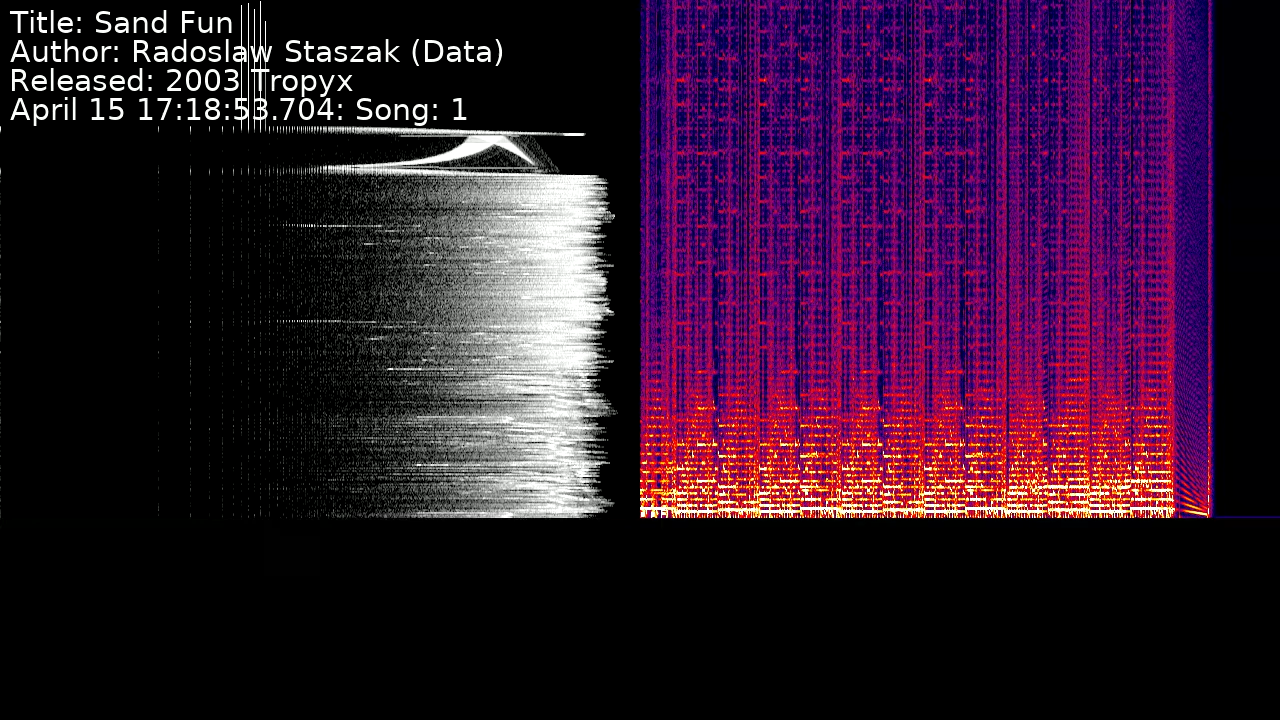 Title: Sand Fun
Author: Radoslaw Staszak (Data)
Released: 2003 Tropyx
April 15 17:18:53.704: Song: 1